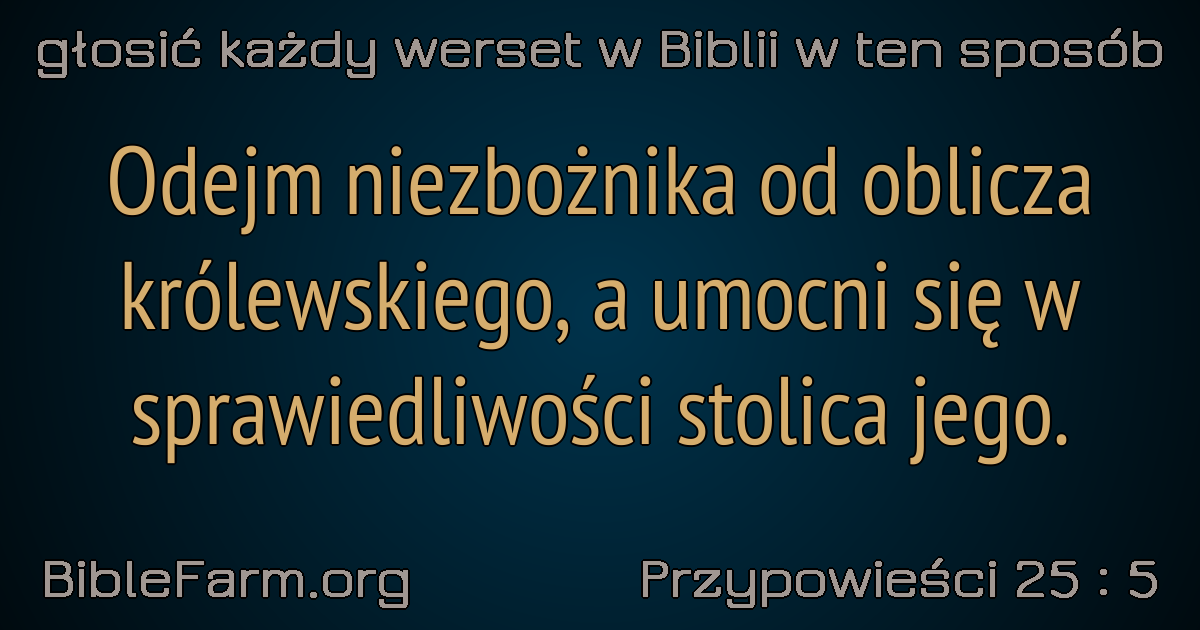 głosić każdy werset w Biblii w ten sposób
Odejm niezbożnika od oblicza
królewskiego, a umocni się w
sprawiedliwości stolica jego.
BibleFarm.org
Przypowieści 25 : 5